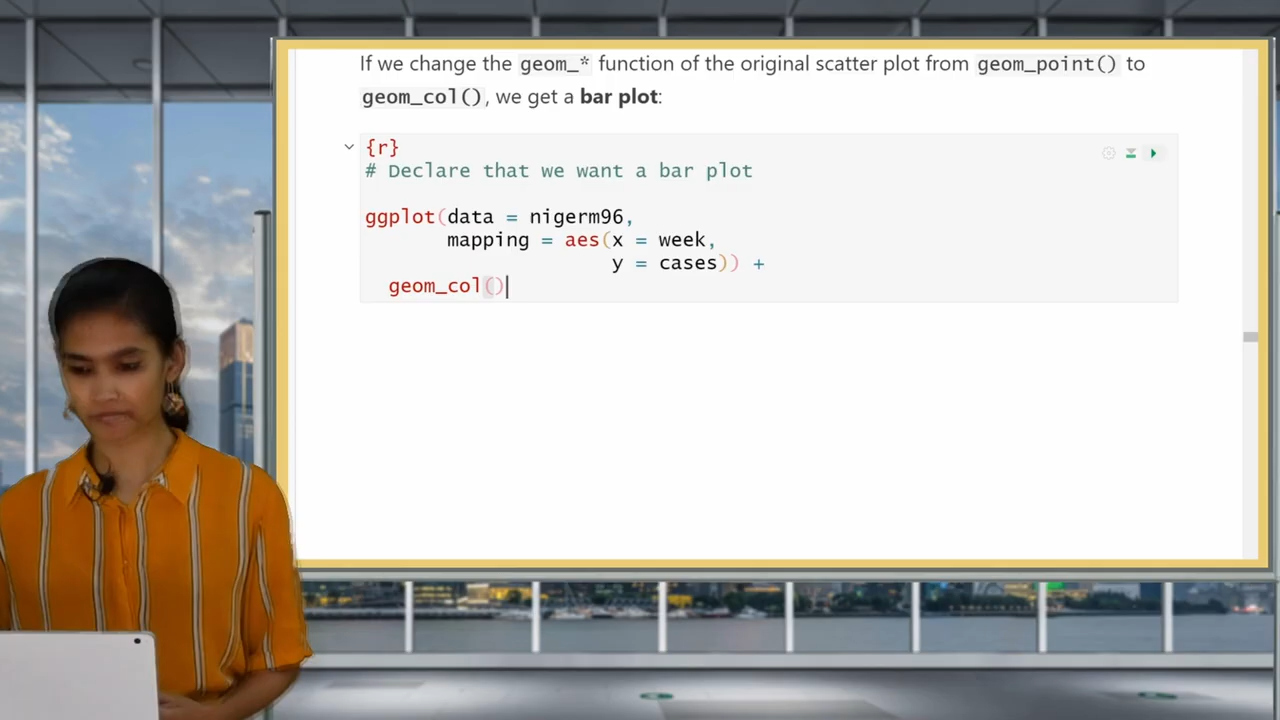 If we change the geom_* function of the original scatter plot from geom_point() to
geom_col(), we get a bar plot:
{r}
# Declare that we want a bar plot
ggplot(data = nigerm96,
mapping = aes(x = week,
y = cases)) +
geom_col()